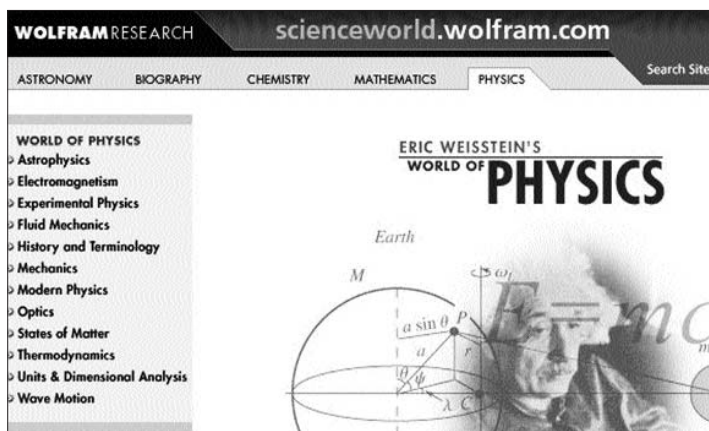 WOLFRAMRESEARCH scienceworld.wolfram.com
Search Site
ASTRONOMY BIOGRAPHY CHEMISTRY MATHEMATICS PHYSICS
WORLD OF PHYSICS
Astrophysics
Electromagnetism
Experimental Physics
Fluid Mechanics
History and Terminology
Mechanics
Modern Physics
Optics
States of Matter
Thermodynamics
Units & Dimensional Analysis
Wave Motion
ERIC WEISSTEIN'S
WORLD OF PHYSICS
Earth
M
ω
E=mc
a sin θ P
a r m
θ ψ
λ C